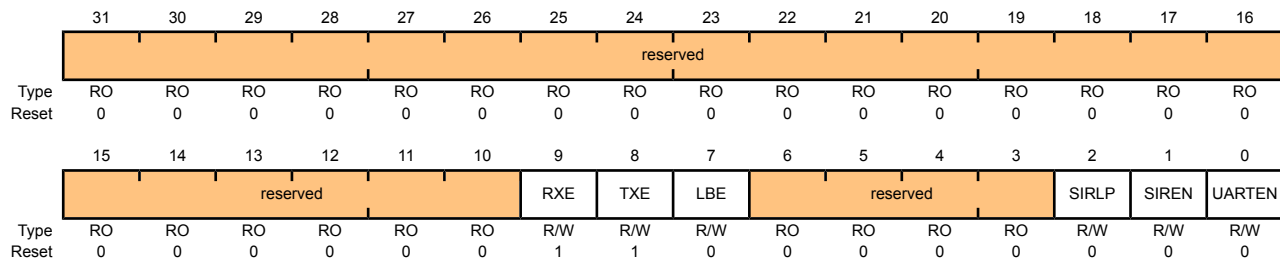 31 30 29 28 27 26 25 24 23 22 21 20 19 18 17 16
reserved
Type RO RO RO RO RO RO RO RO RO RO RO RO RO RO RO RO
Reset 0 0 0 0 0 0 0 0 0 0 0 0 0 0 0 0
15 14 13 12 11 10 9 8 7 6 5 4 3 2 1 0
reserved RXE TXE LBE reserved SIRLP SIREN UARTEN
Type RO RO RO RO RO RO R/W R/W R/W RO RO RO RO R/W R/W R/W
Reset 0 0 0 0 0 0 1 1 0 0 0 0 0 0 0 0